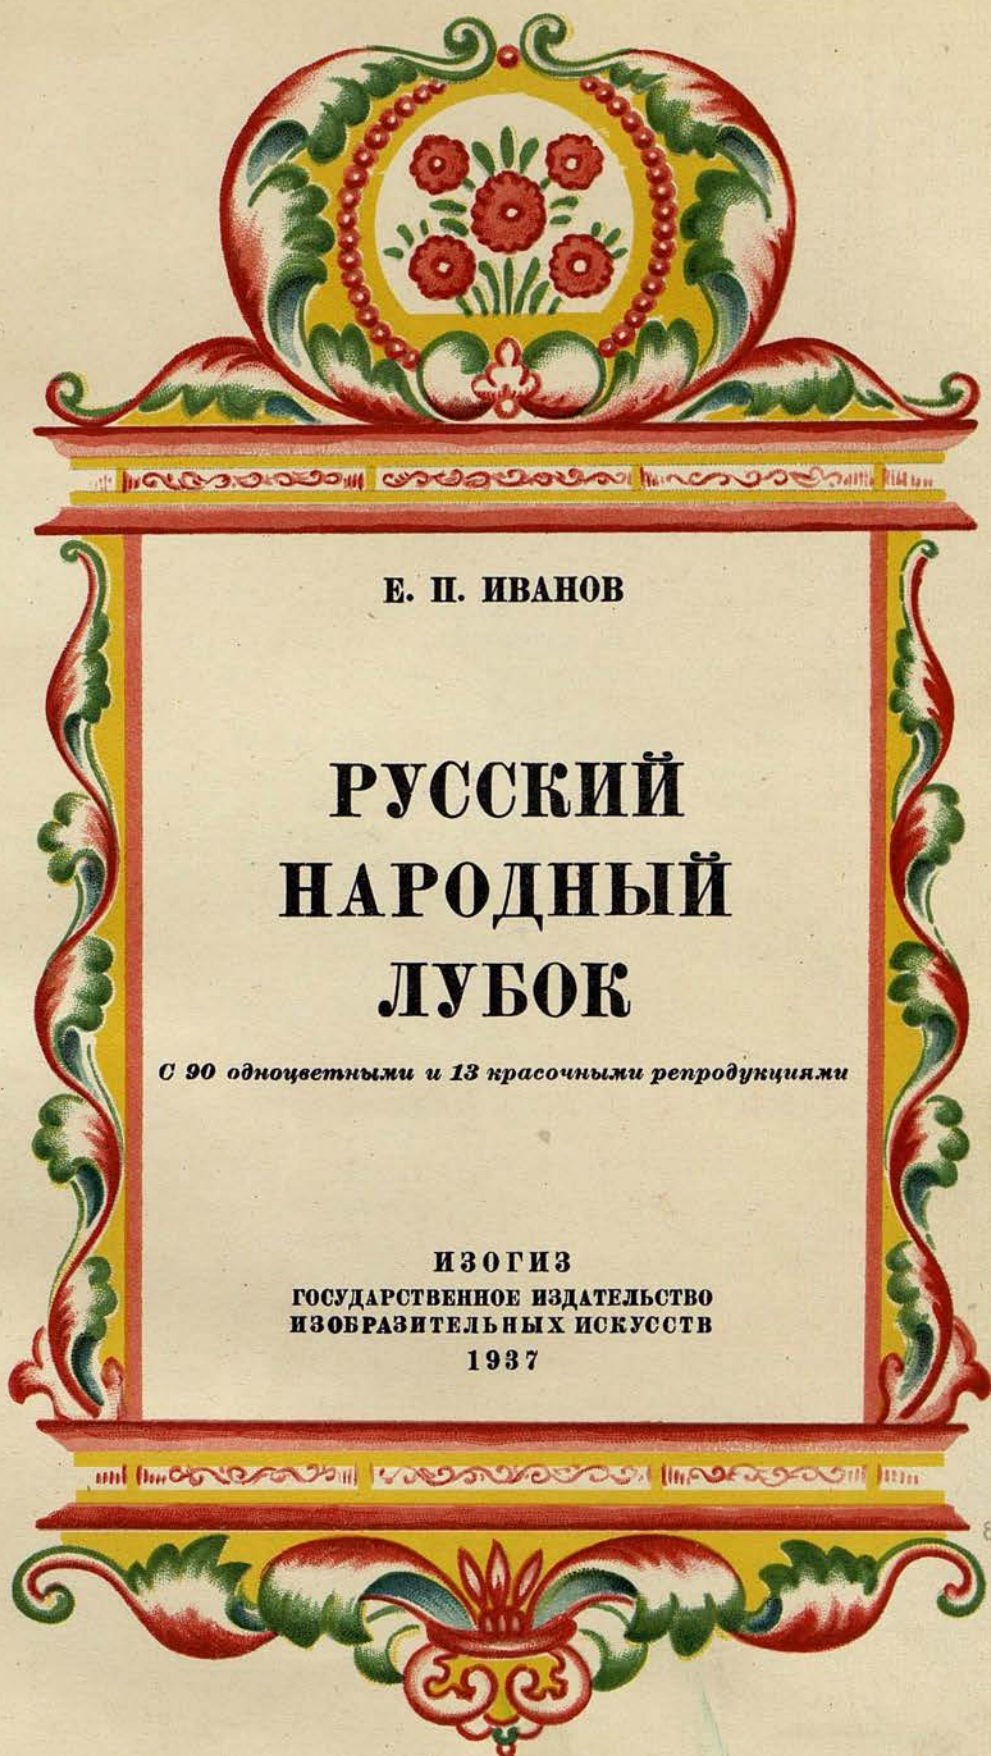 Е. П. ИВАНОВ
РУССКИЙ
НАРОДНЫЙ
ЛУБОК
С 90 одноцветными и 13 красочными репродукциями
ИЗОГИЗ
ГОСУДАРСТВЕННОЕ ИЗДАТЕЛЬСТВО
ИЗОБРАЗИТЕЛЬНЫХ ИСКУССТВ
1937